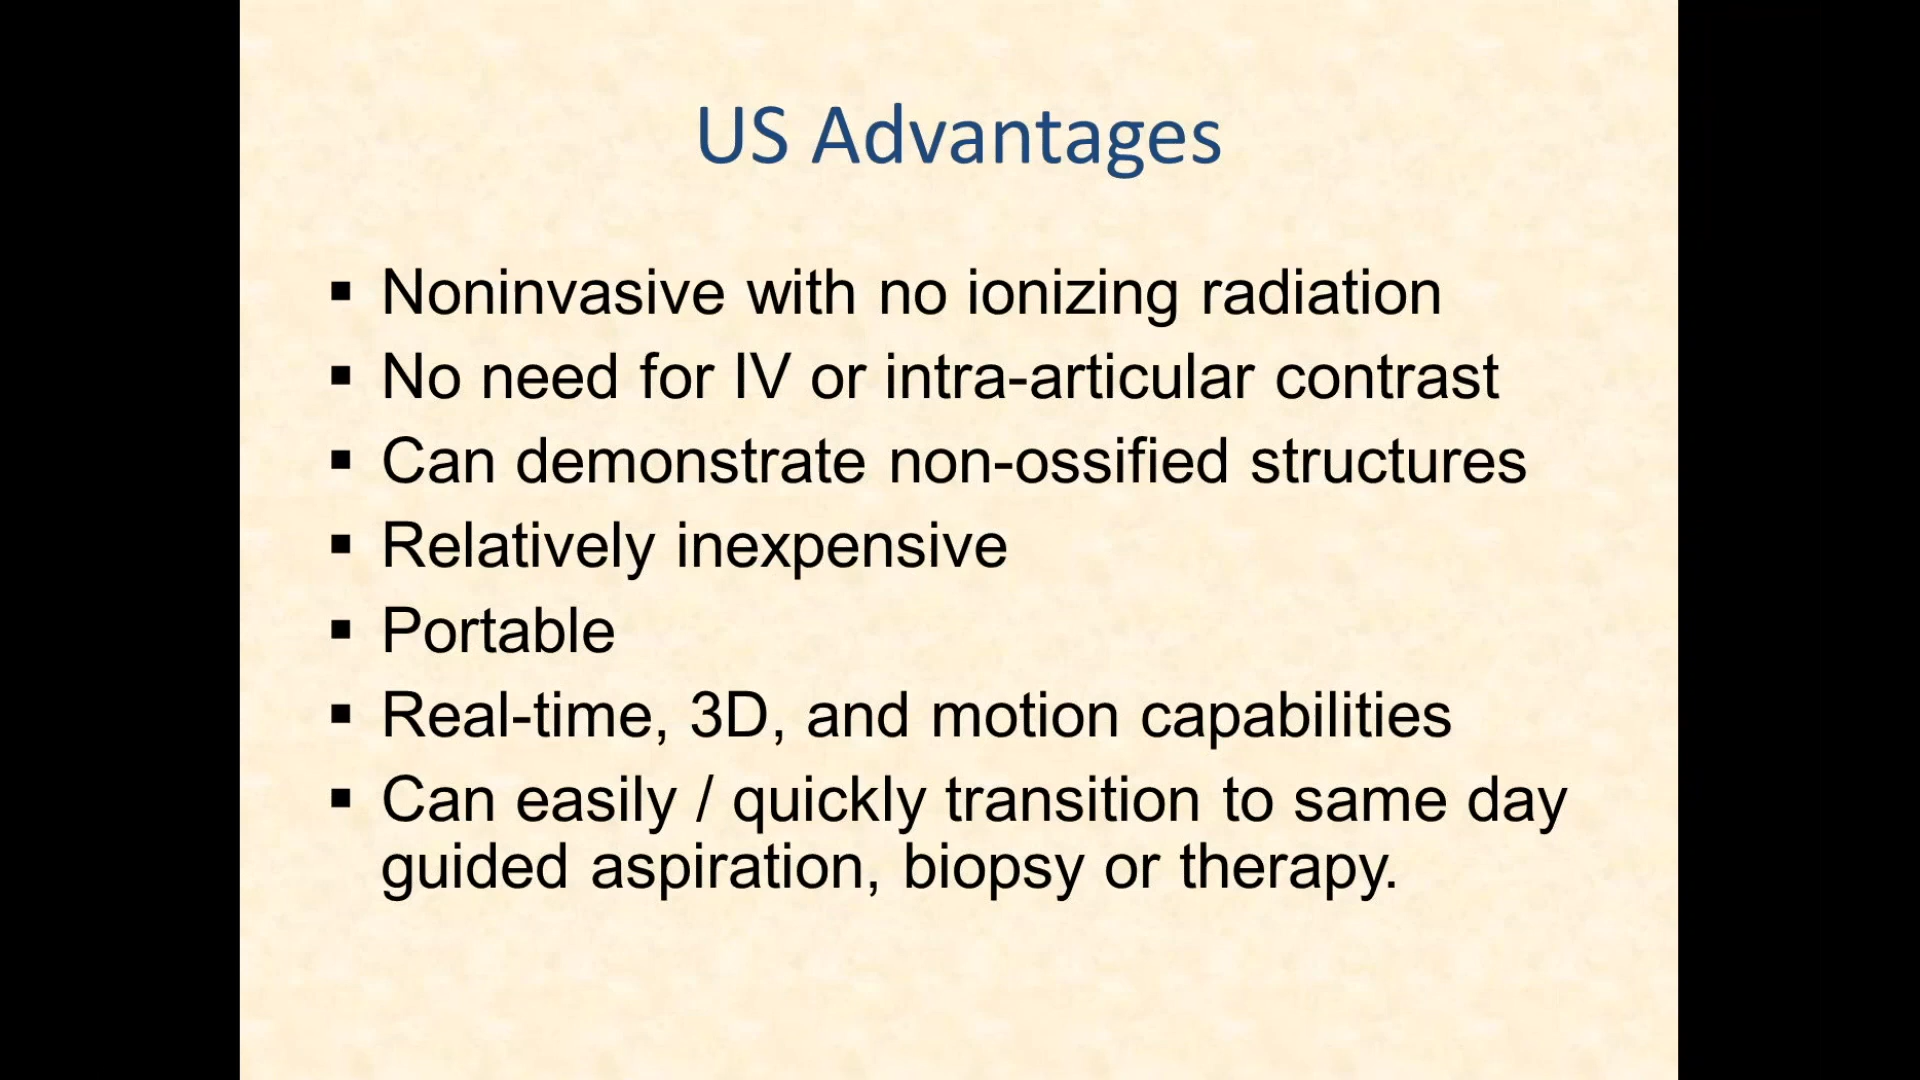 US Advantages
▪ Noninvasive with no ionizing radiation
▪ No need for IV or intra-articular contrast
▪ Can demonstrate non-ossified structures
▪ Relatively inexpensive
▪ Portable
▪ Real-time, 3D, and motion capabilities
▪ Can easily / quickly transition to same day
guided aspiration, biopsy or therapy.